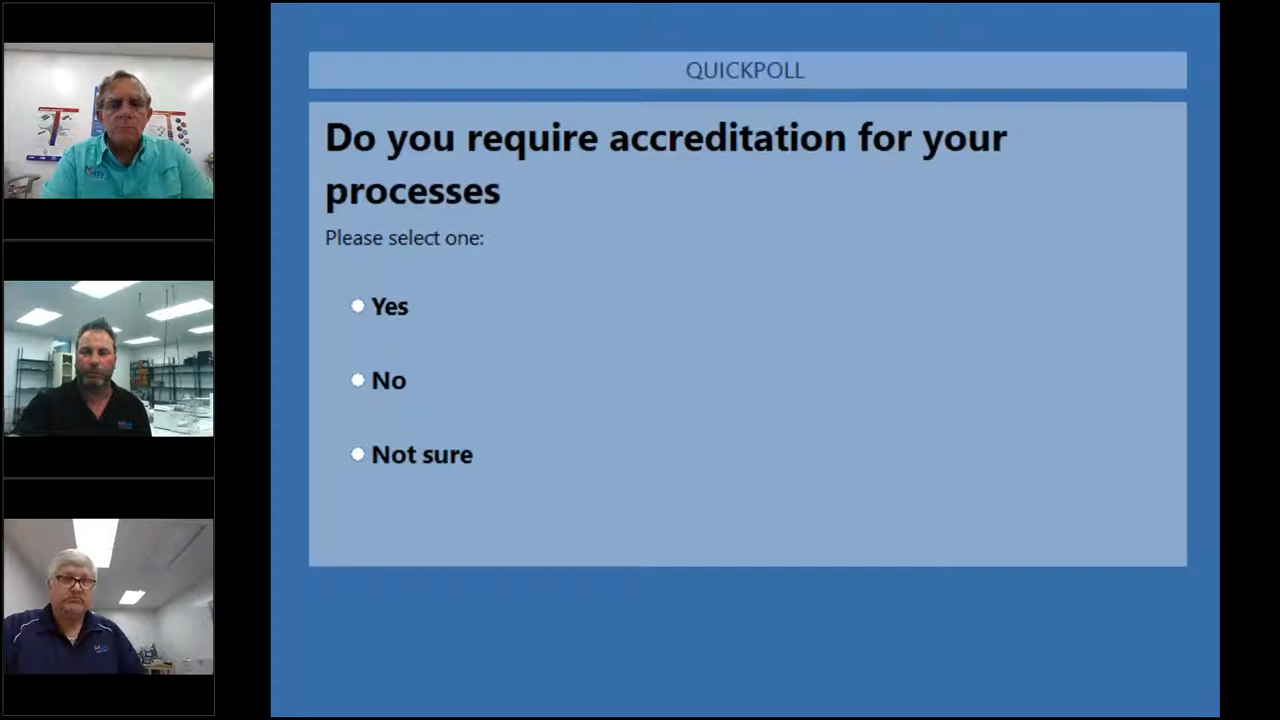 QUICKPOLL
Do you require accreditation for your
processes
Please select one:
Yes
No
Not sure